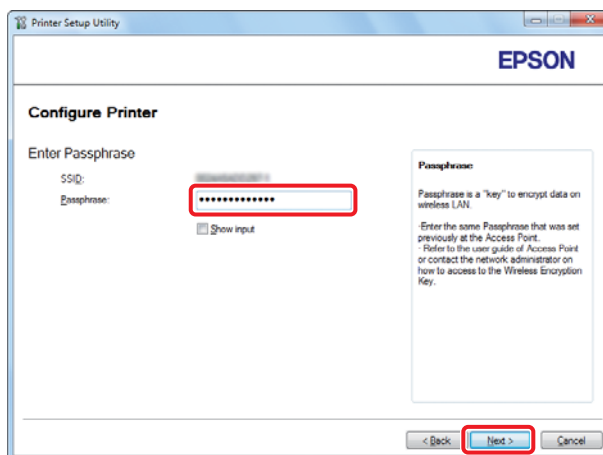 Printer Setup Utility
EPSON
Configure Printer
Enter Passphrase
SSID:
Passphrase: •••••••••••••
Show input
Passphrase
Passphrase is a "key" to encrypt data on
wireless LAN.
·Enter the same Passphrase that was set
previously at the Access Point.
· Refer to the user guide of Access Point
or contact the network administrator on
how to access to the Wireless Encryption
Key.
< Back Next > Cancel